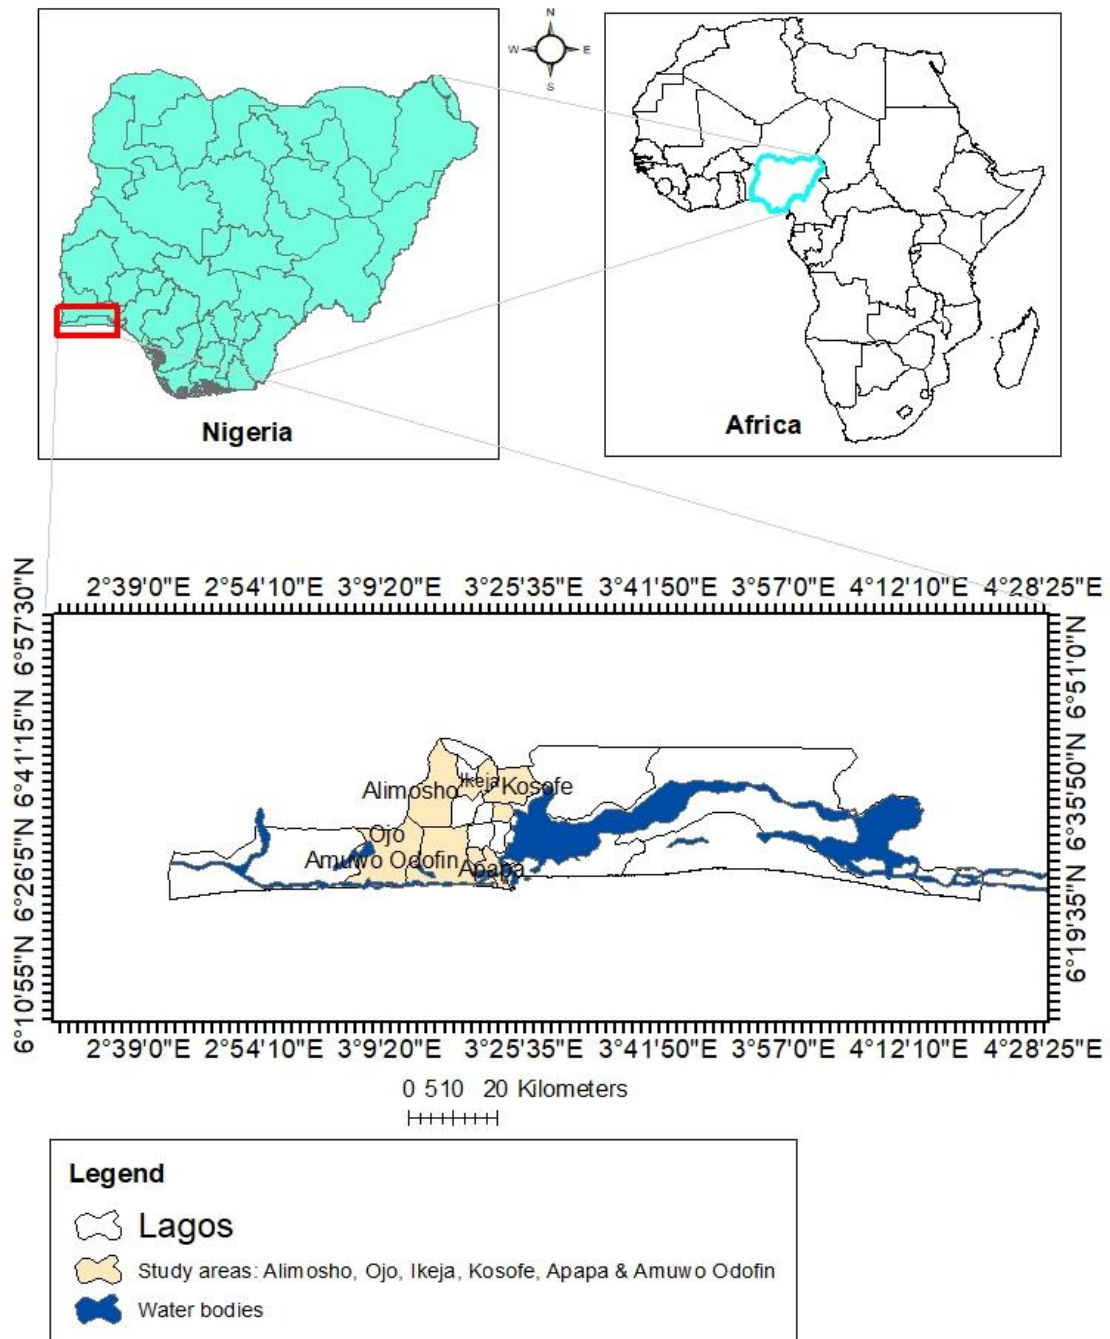 N
W E
S
Nigeria
Africa
2°39'0"E 2°54'10"E 3°9'20"E 3°25'35"E 3°41'50"E 3°57'0"E 4°12'10"E 4°28'25"E
6°57'30"N
6°41'15"N
6°26'5"N
6°10'55"N
6°51'0"N
6°35'50"N
6°19'35"N
Alimosho
Ikeja
Kosofe
Ojo
Amuwo Odofin
Apapa
2°39'0"E 2°54'10"E 3°9'20"E 3°25'35"E 3°41'50"E 3°57'0"E 4°12'10"E 4°28'25"E
0 510 20 Kilometers
Legend
Lagos
Study areas: Alimosho, Ojo, Ikeja, Kosofe, Apapa & Amuwo Odofin
Water bodies